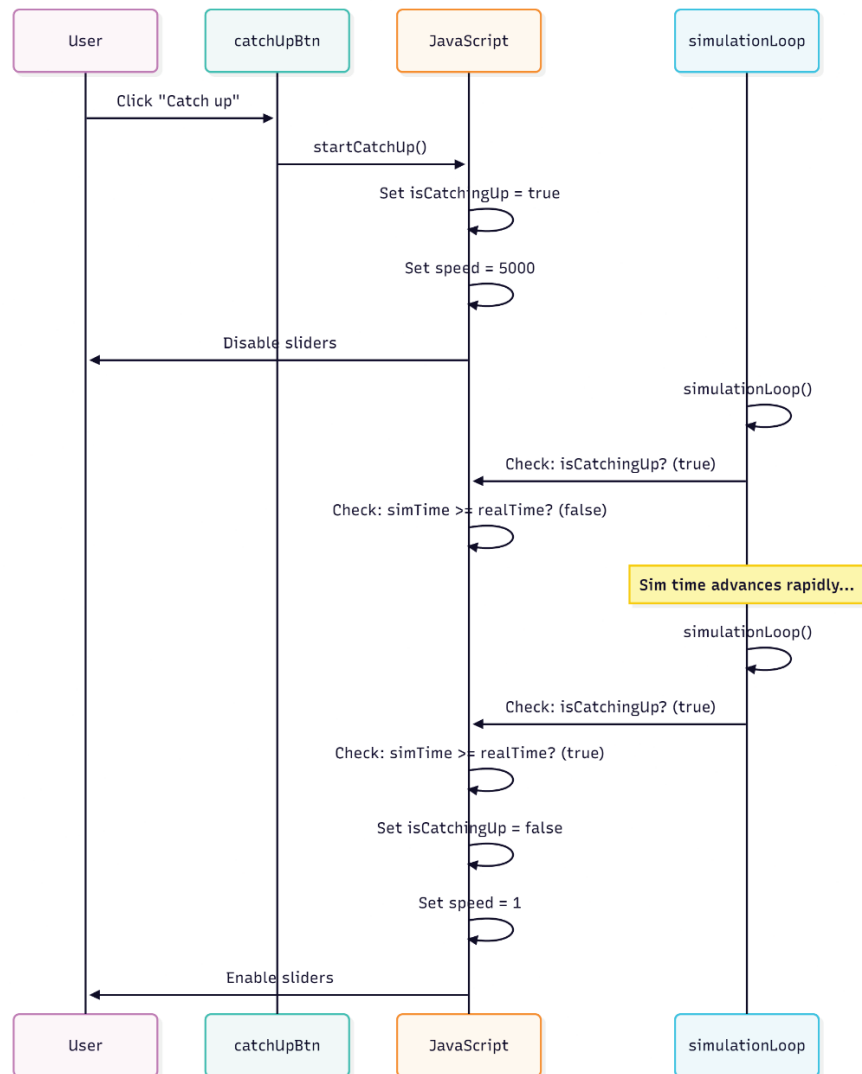 User
catchUpBtn
JavaScript
simulationLoop
Click "Catch up"
startCatchUp()
Set isCatchingUp = true
Set speed = 5000
Disable sliders
simulationLoop()
Check: isCatchingUp? (true)
Check: simTime >= realTime? (false)
Sim time advances rapidly...
simulationLoop()
Check: isCatchingUp? (true)
Check: simTime >= realTime? (true)
Set isCatchingUp = false
Set speed = 1
Enable sliders
User
catchUpBtn
JavaScript
simulationLoop